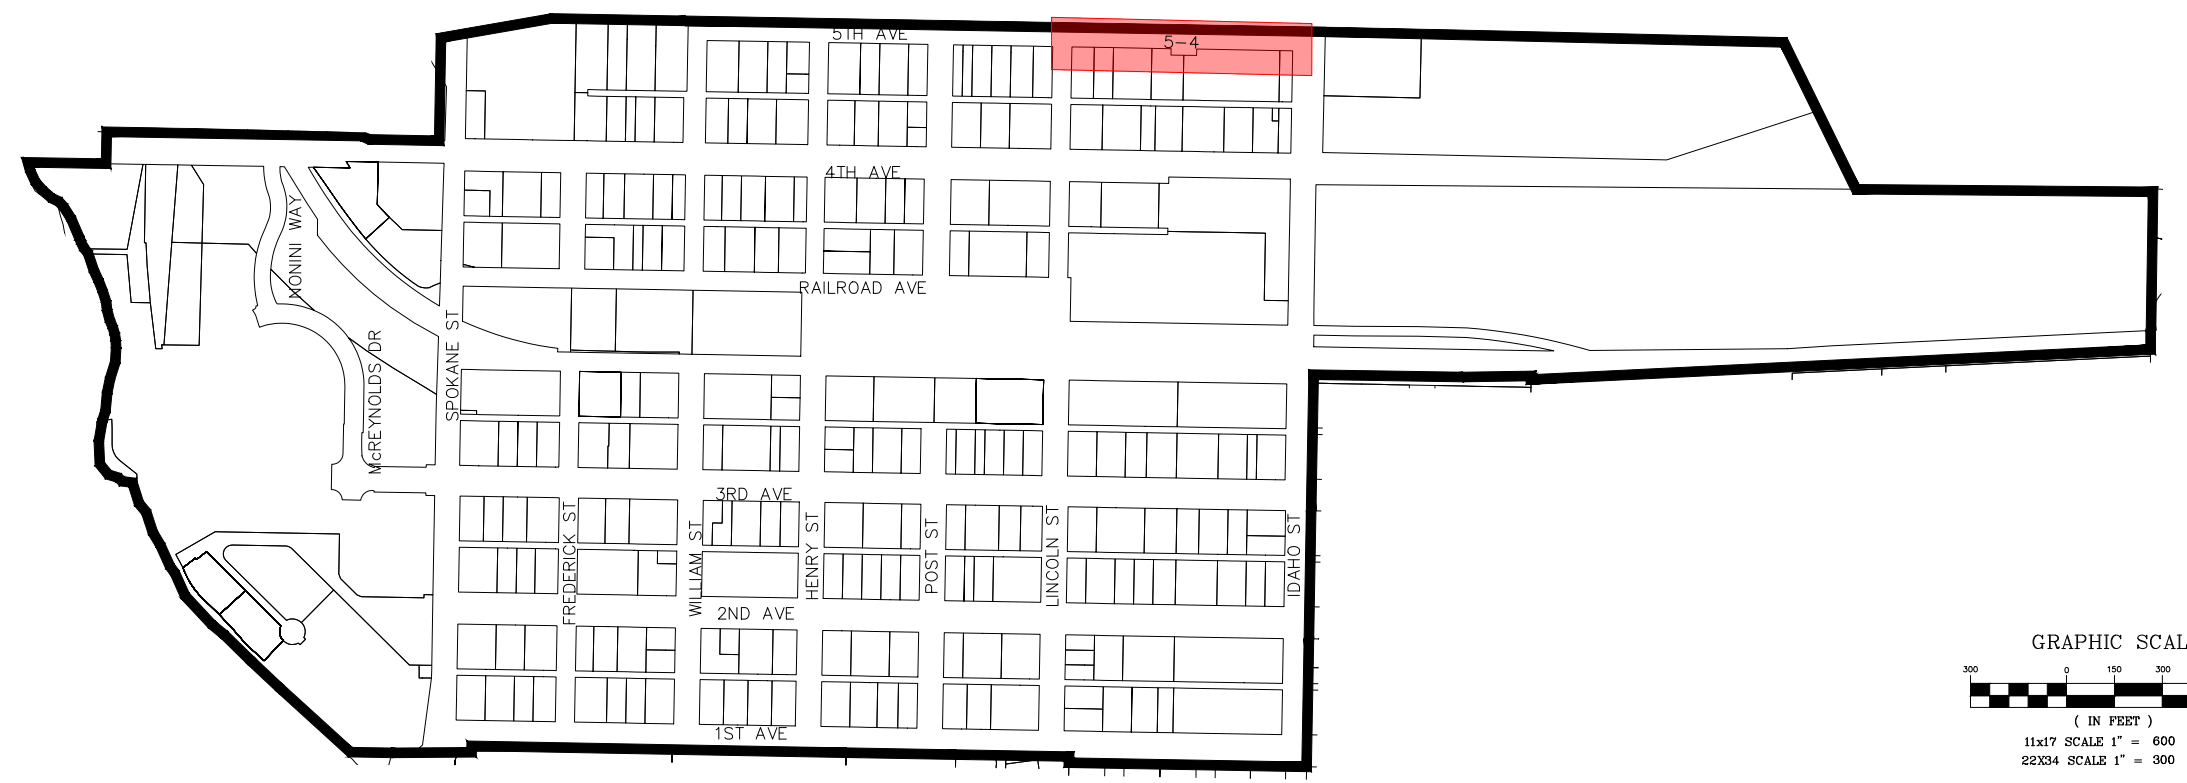 5TH AVE
5-4
4TH AVE
MONINI WAY
RAILROAD AVE
SPOKANE ST
McREYNOLDS DR
3RD AVE
FREDERICK ST
WILLIAM ST
HENRY ST
POST ST
LINCOLN ST
IDAHO ST
2ND AVE
1ST AVE
GRAPHIC SCAL
300 0 150 300
( IN FEET )
11x17 SCALE 1" = 600
22X34 SCALE 1" = 300